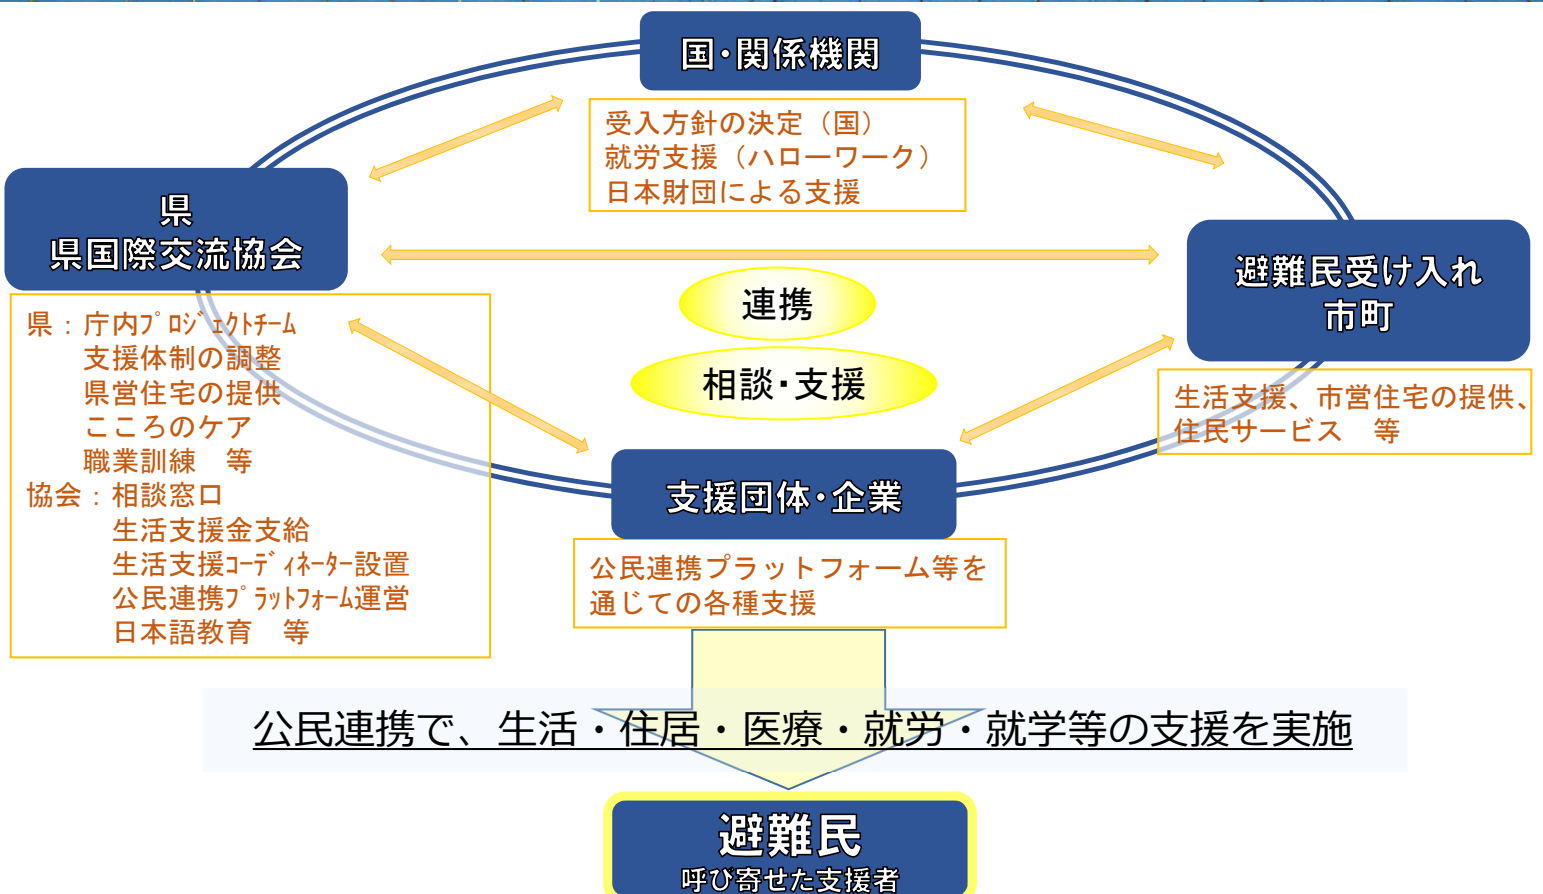 国・関係機関
受入方針の決定（国）
就労支援（ハローワーク）
日本財団による支援
県
県国際交流協会
避難民受け入れ
市町
連携
相談・支援
県：庁内ﾌﾟﾛｼﾞｪｸﾄﾁｰﾑ
支援体制の調整
県営住宅の提供
こころのケア
職業訓練　等
協会：相談窓口
生活支援金支給
生活支援ｺｰﾃﾞｨﾈｰﾀｰ設置
公民連携ﾌﾟﾗｯﾄﾌｫｰﾑ運営
日本語教育　等
生活支援、市営住宅の提供、
住民サービス　等
支援団体・企業
公民連携プラットフォーム等を
通じての各種支援
公民連携で、生活・住居・医療・就労・就学等の支援を実施
避難民
呼び寄せた支援者